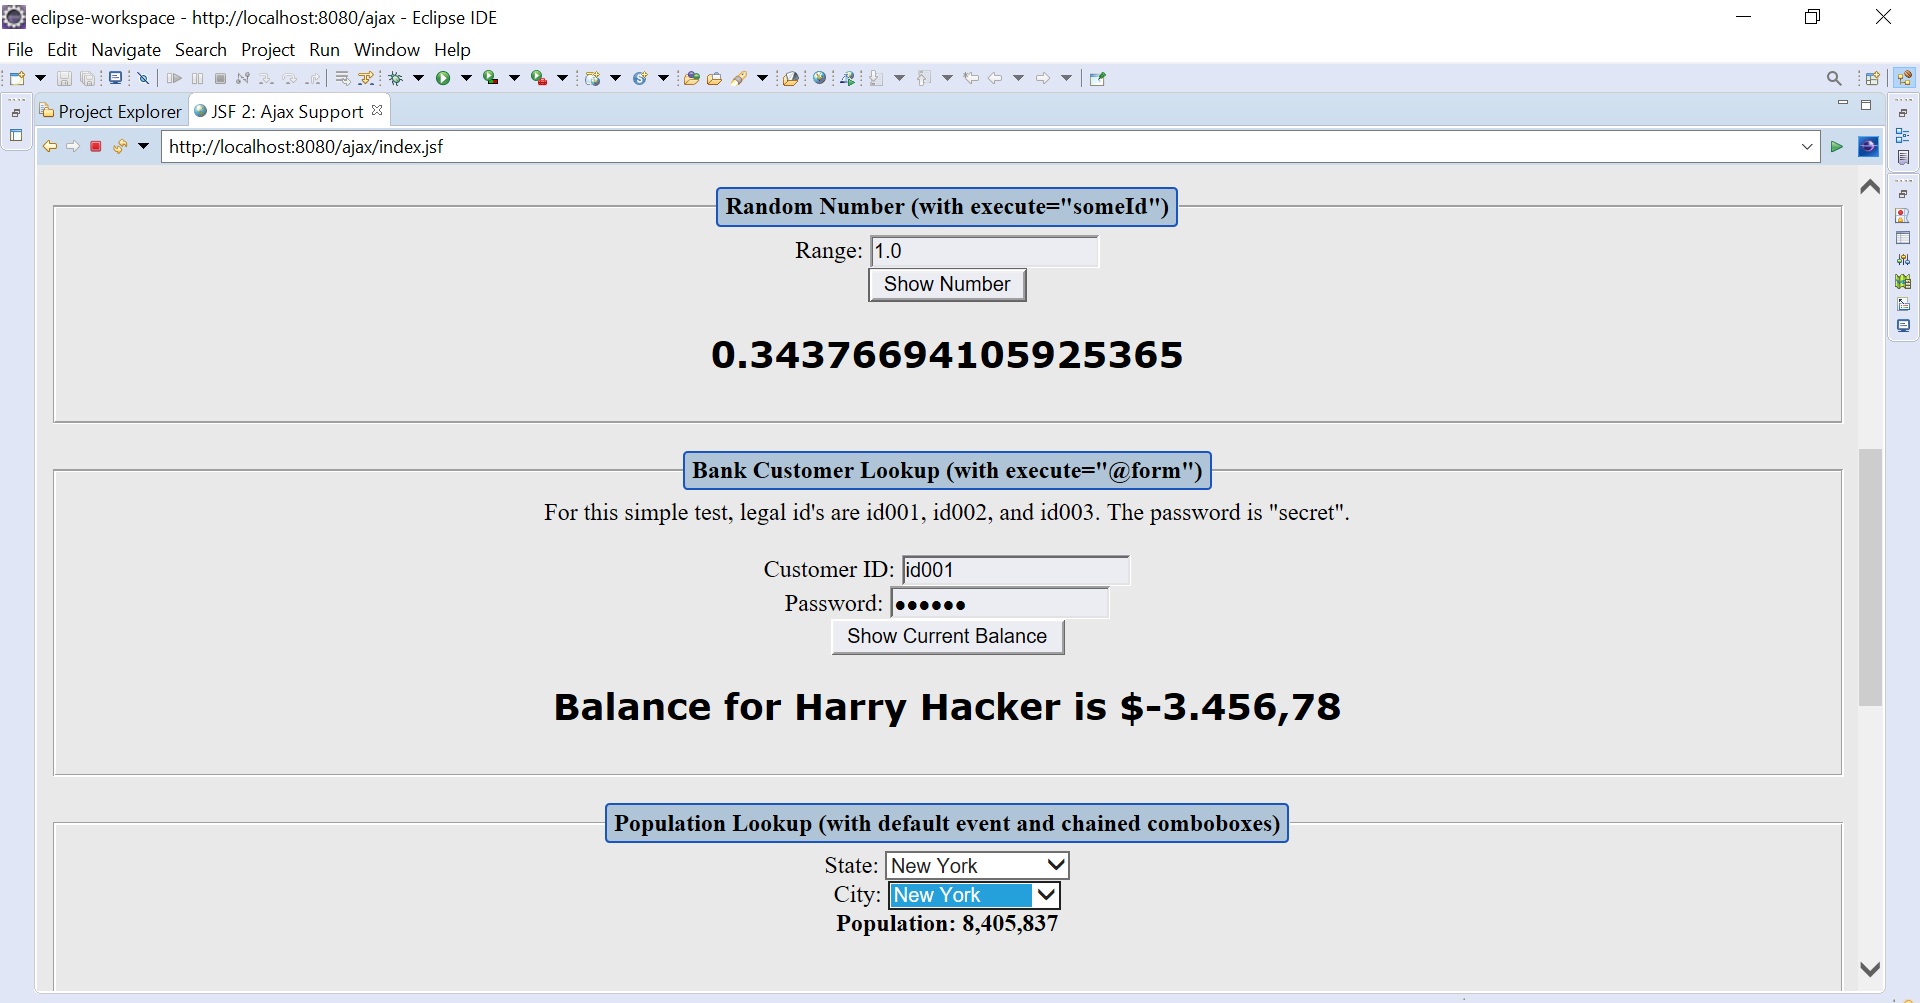 eclipse-workspace - http://localhost:8080/ajax - Eclipse IDE
File Edit Navigate Search Project Run Window Help
Project Explorer JSF 2: Ajax Support
http://localhost:8080/ajax/index.jsf
Random Number (with execute="someId")
Range: 1.0
Show Number
0.34376694105925365
Bank Customer Lookup (with execute="@form")
For this simple test, legal id's are id001, id002, and id003. The password is "secret".
Customer ID: id001
Password: ●●●●●●
Show Current Balance
Balance for Harry Hacker is $-3.456,78
Population Lookup (with default event and chained comboboxes)
State: New York
City: New York
Population: 8,405,837